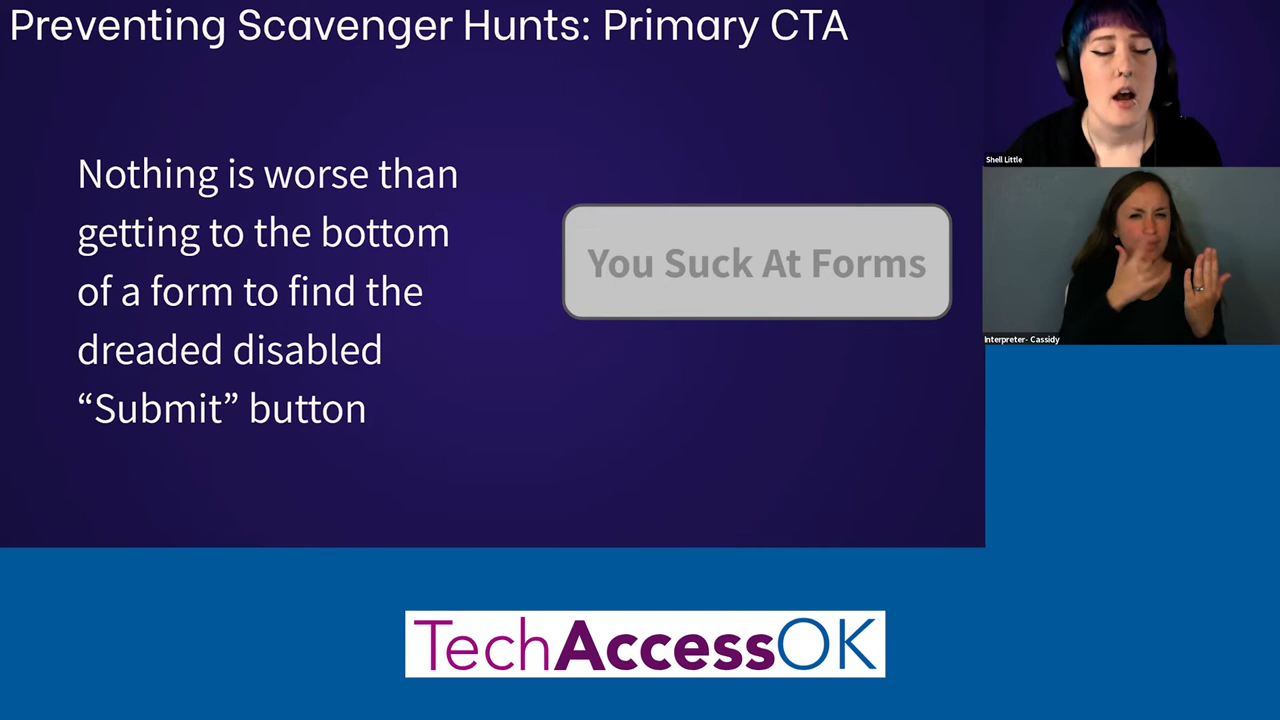 Preventing Scavenger Hunts: Primary CTA
Nothing is worse than
getting to the bottom
of a form to find the
dreaded disabled
“Submit” button
You Suck At Forms
Shell Little
Interpreter- Cassidy
TechAccessOK